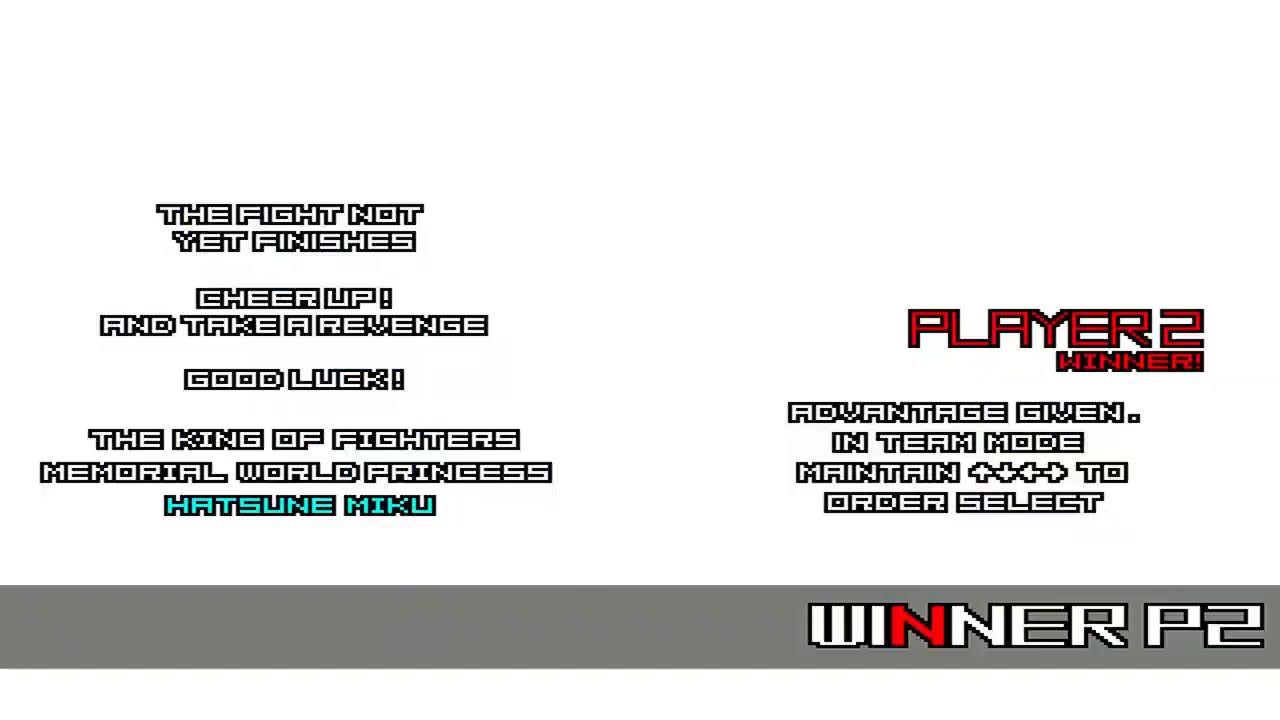 THE FIGHT NOT
YET FINISHES
CHEER UP!
AND TAKE A REVENGE
GOOD LUCK!
THE KING OF FIGHTERS
MEMORIAL WORLD PRINCESS
HATSUNE MIKU
PLAYER 2
WINNER!
ADVANTAGE GIVEN.
IN TEAM MODE
MAINTAIN ↑↓←→ TO
ORDER SELECT
WINNER P2